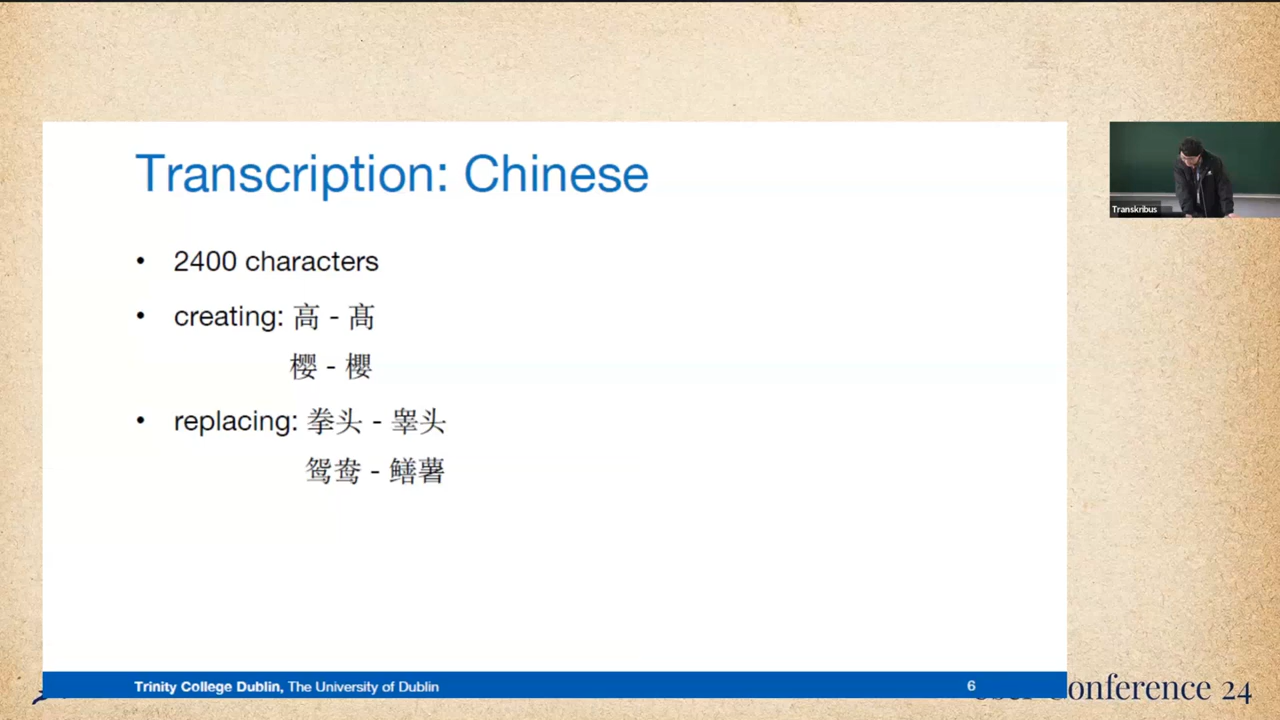 Transcription: Chinese
• 2400 characters
• creating: 高 -髙
樱 - 櫻
• replacing: 拳头 - 睾头
鸳鸯 - 鳝薯
Transkribus
Trinity College Dublin, The University of Dublin
6
Conference 24